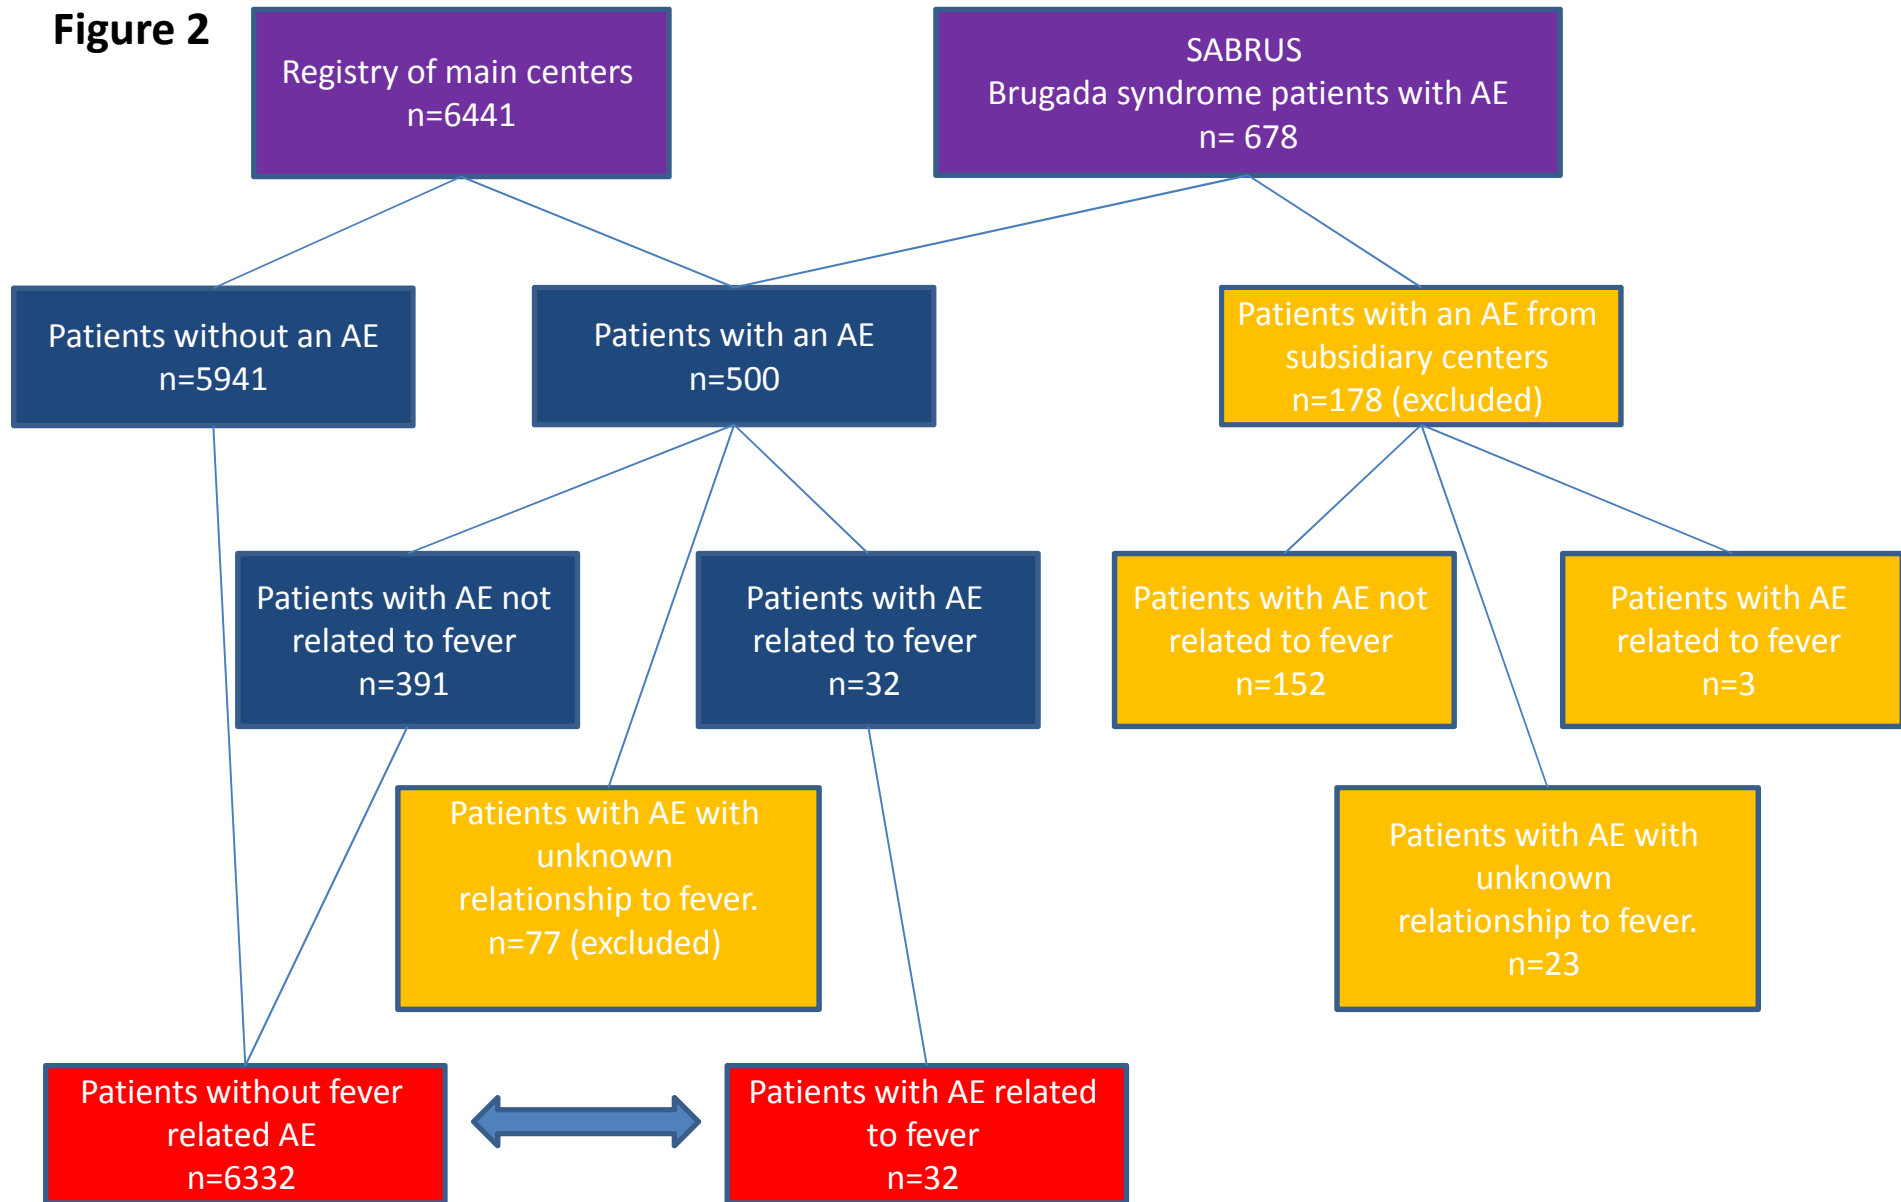 Figure 2
Registry of main centers
n=6441
SABRUS
Brugada syndrome patients with AE
n= 678
Patients without an AE
n=5941
Patients with an AE
n=500
Patients with an AE from
subsidiary centers
n=178 (excluded)
Patients with AE not
related to fever
n=391
Patients with AE
related to fever
n=32
Patients with AE not
related to fever
n=152
Patients with AE
related to fever
n=3
Patients with AE with
unknown
relationship to fever.
n=77 (excluded)
Patients with AE with
unknown
relationship to fever.
n=23
Patients without fever
related AE
n=6332
Patients with AE related
to fever
n=32